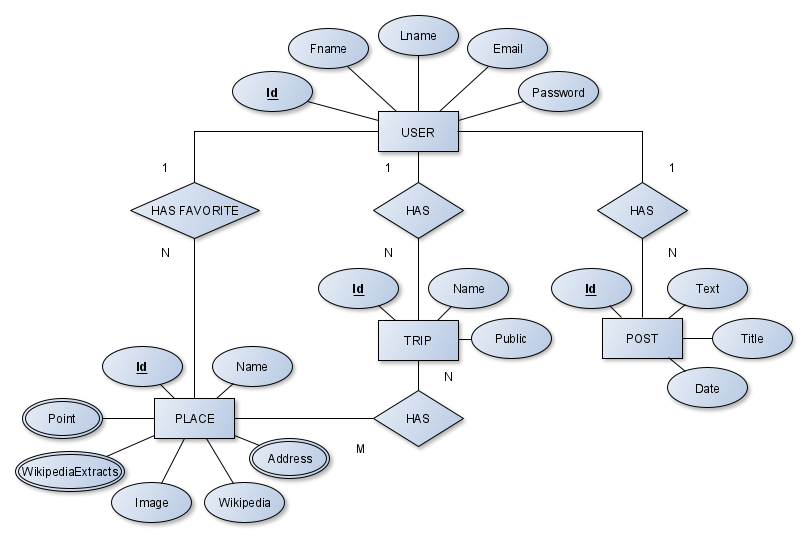 Lname
Fname
Email
Id
Password
USER
1
1
1
HAS FAVORITE
HAS
HAS
N
N
N
Id
Name
Id
Text
TRIP
Public
POST
Title
Id
Name
N
Date
Point
PLACE
HAS
M
WikipediaExtracts
Address
Image
Wikipedia